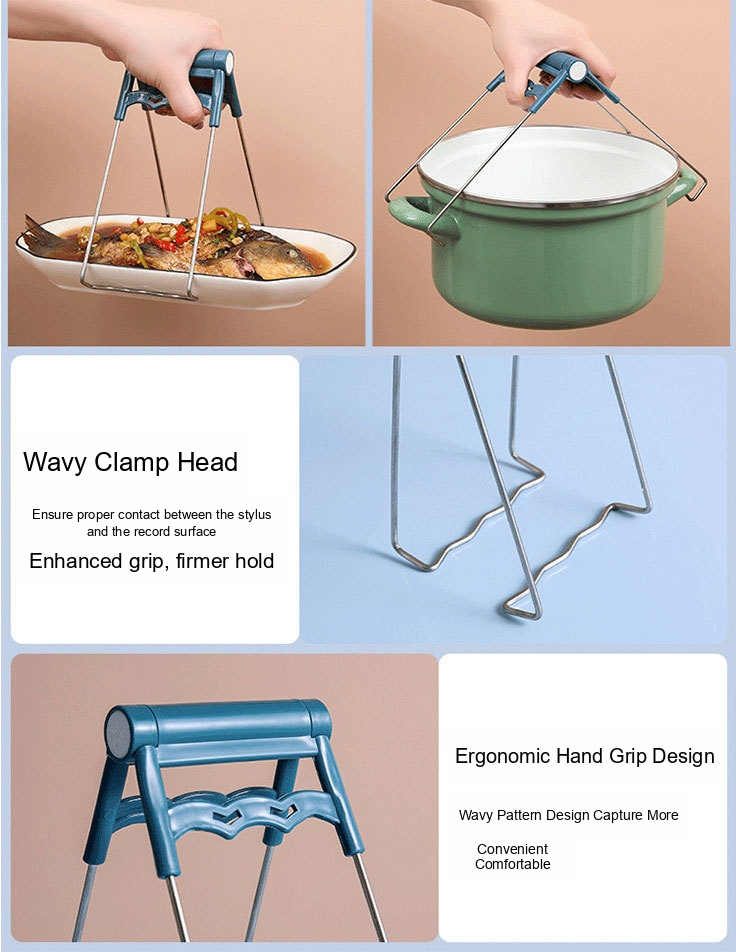 Wavy Clamp Head
Ensure proper contact between the stylus
and the record surface
Enhanced grip, firmer hold
Ergonomic Hand Grip Design
Wavy Pattern Design Capture More
Convenient
Comfortable